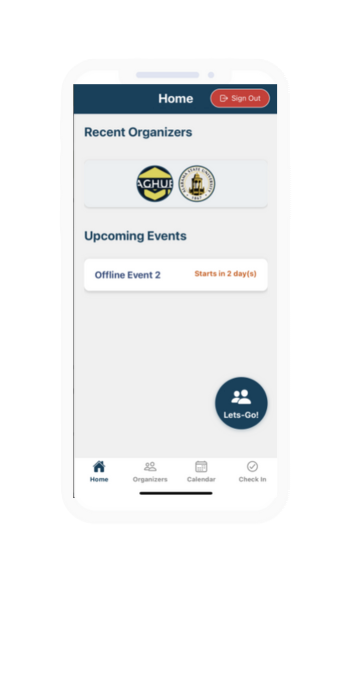 Home
Sign Out
Recent Organizers
AGHUB
Upcoming Events
Offline Event 2
Starts in 2 day(s)
Lets-Go!
Home
Organizers
Calendar
Check In